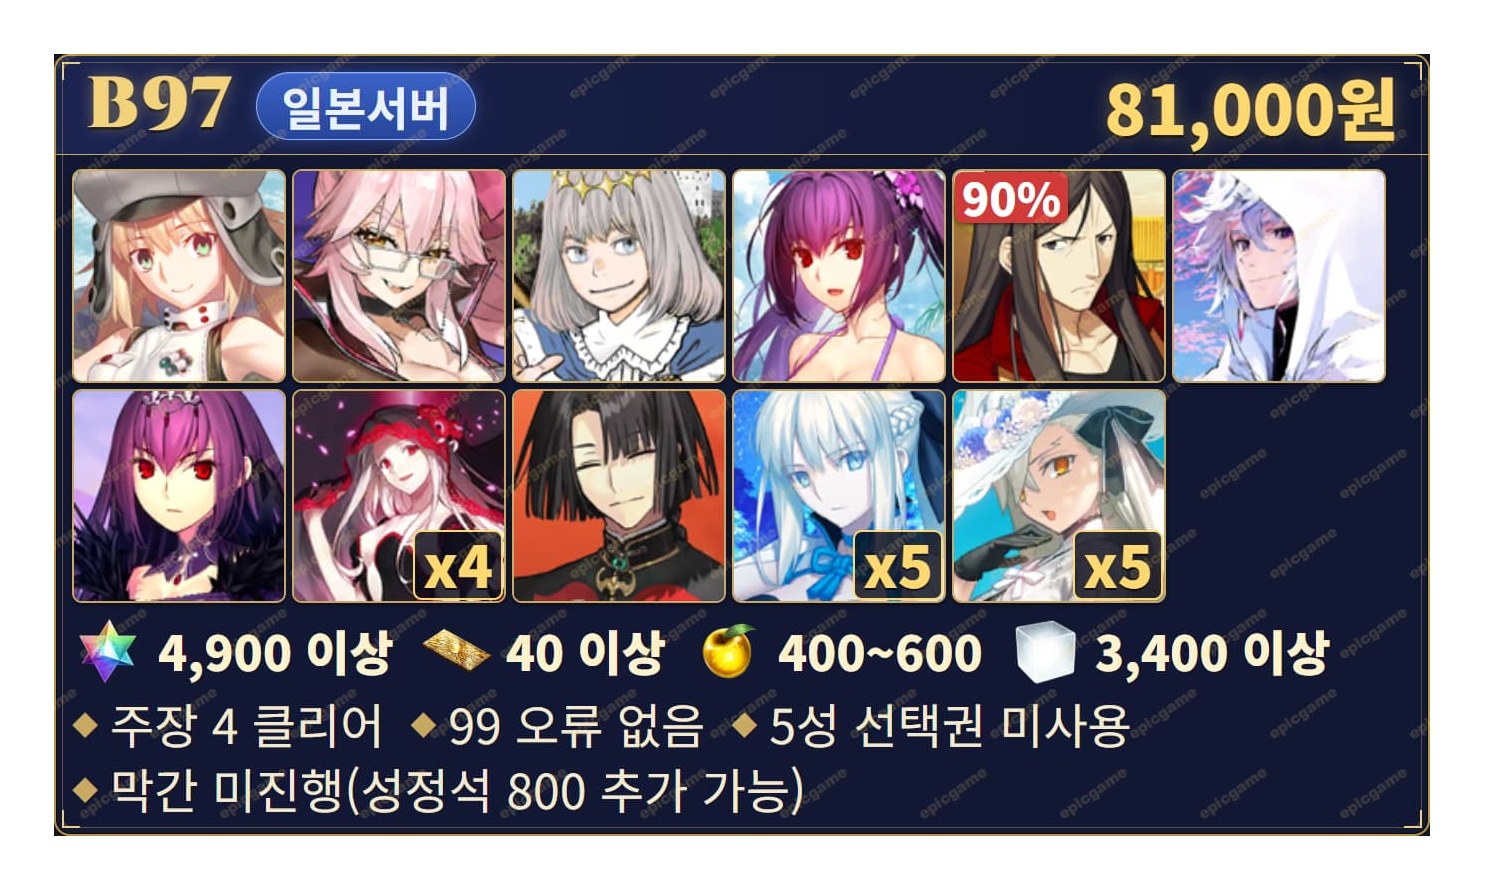 B97 일본서버 81,000원
90%
x4 x5 x5
4,900 이상 40 이상 400~600 3,400 이상
◆ 주장 4 클리어 ◆ 99 오류 없음 ◆ 5성 선택권 미사용
◆ 막간 미진행(성정석 800 추가 가능)
epicgame